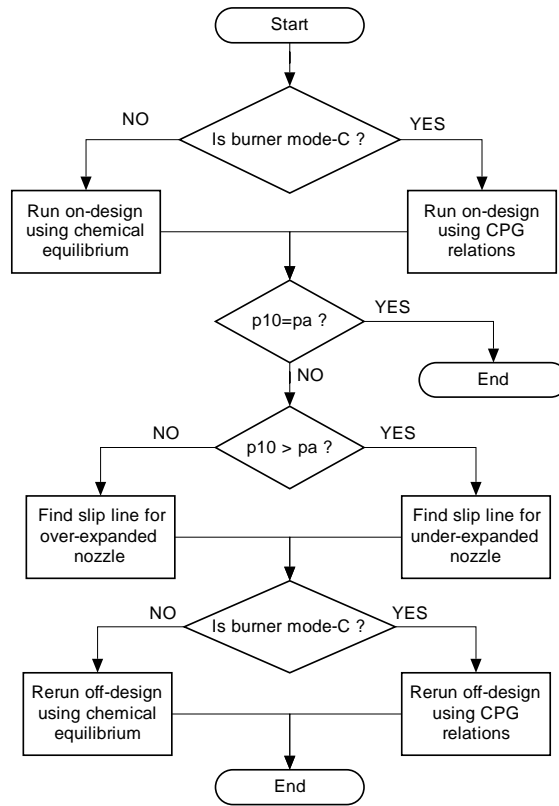 Start
Is burner mode-C ?
NO
YES
Run on-design
using chemical
equilibrium
Run on-design
using CPG
relations
p10=pa ?
YES
End
NO
p10 > pa ?
NO
YES
Find slip line for
over-expanded
nozzle
Find slip line for
under-expanded
nozzle
Is burner mode-C ?
NO
YES
Rerun off-design
using chemical
equilibrium
Rerun off-design
using CPG
relations
End